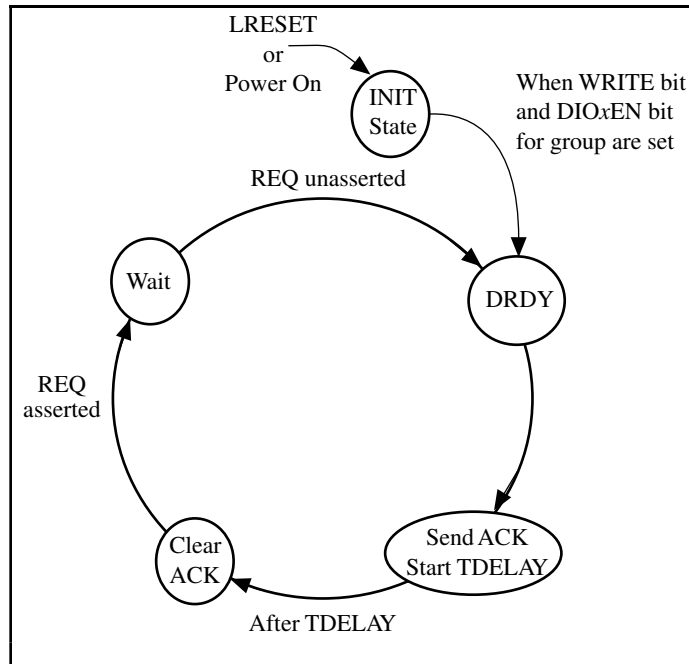 LRESET
or
Power On
INIT
State
When WRITE bit
and DIOxEN bit
for group are set
REQ unasserted
Wait
DRDY
REQ
asserted
Clear
ACK
Send ACK
Start TDELAY
After TDELAY